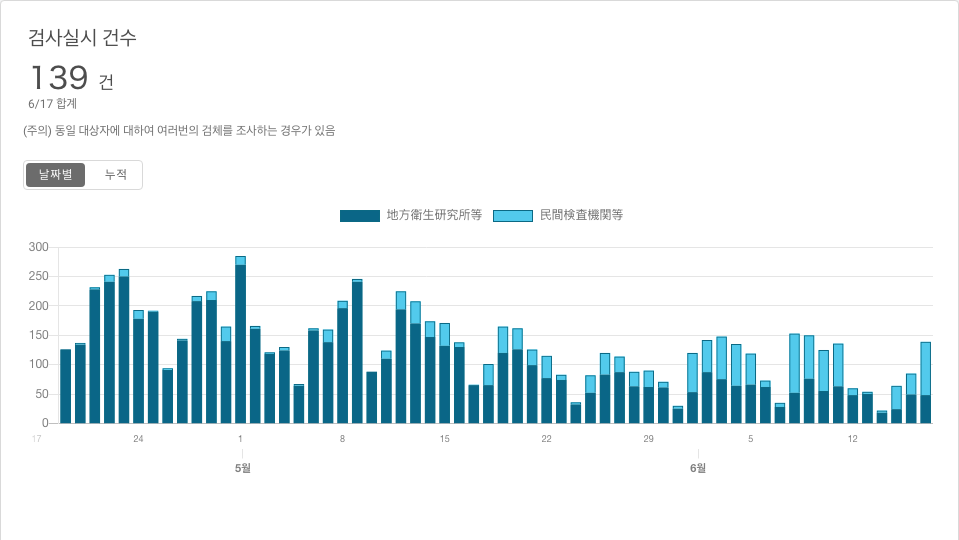 검사실시 건수
139 건
6/17 합계
(주의) 동일 대상자에 대하여 여러번의 검체를 조사하는 경우가 있음
날짜별 누적
地方衛生研究所等 民間検査機関等
300
250
200
150
100
50
0
17 24 1 8 15 22 29 5 12
5월 6월